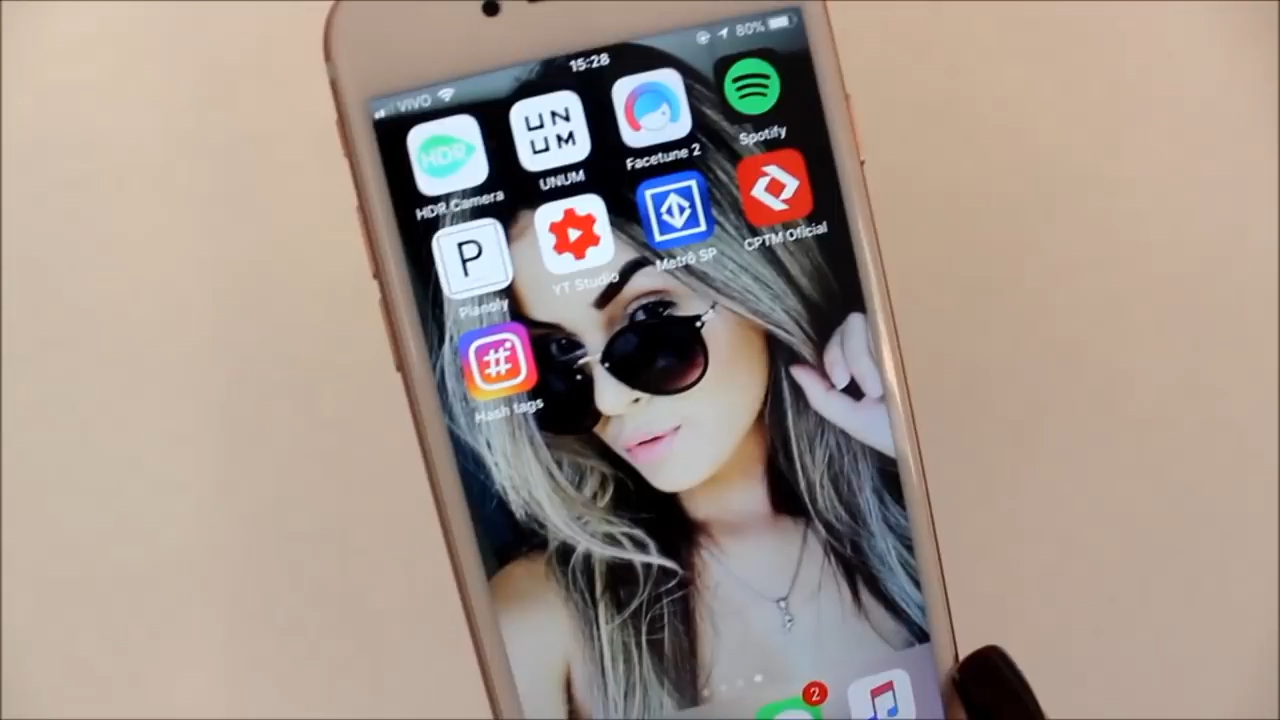 VIVO
15:28
80%
HDR
HDR Camera
UN
UM
UNUM
Facetune 2
Spotify
P
Planoly
YT Studio
Metrô SP
CPTM Oficial
#
Hash tags
2